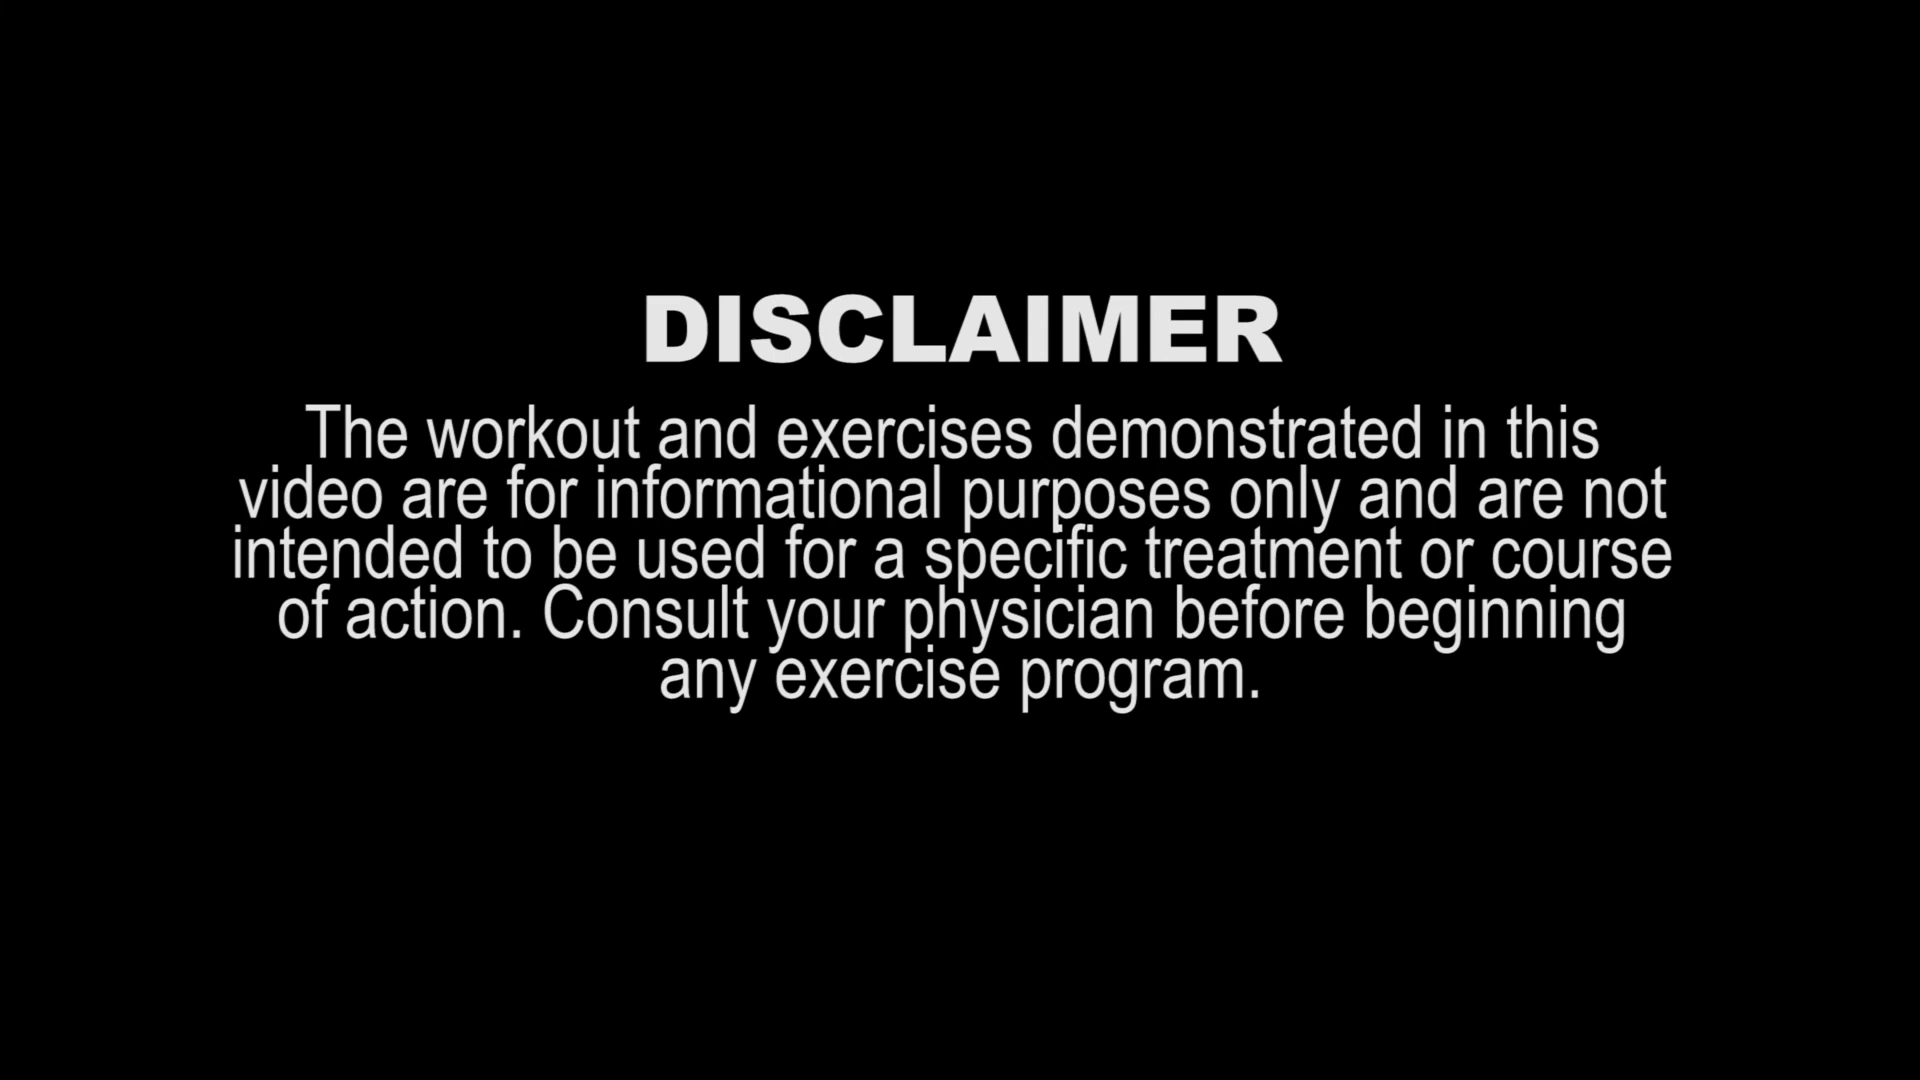 DISCLAIMER
The workout and exercises demonstrated in this
video are for informational purposes only and are not
intended to be used for a specific treatment or course
of action. Consult your physician before beginning
any exercise program.